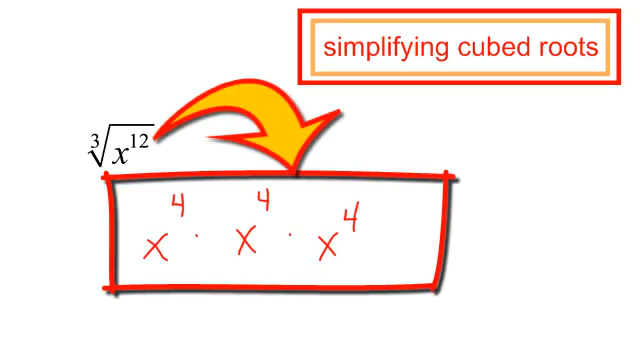 simplifying cubed roots
∛x¹²
x⁴ · x⁴ · x⁴